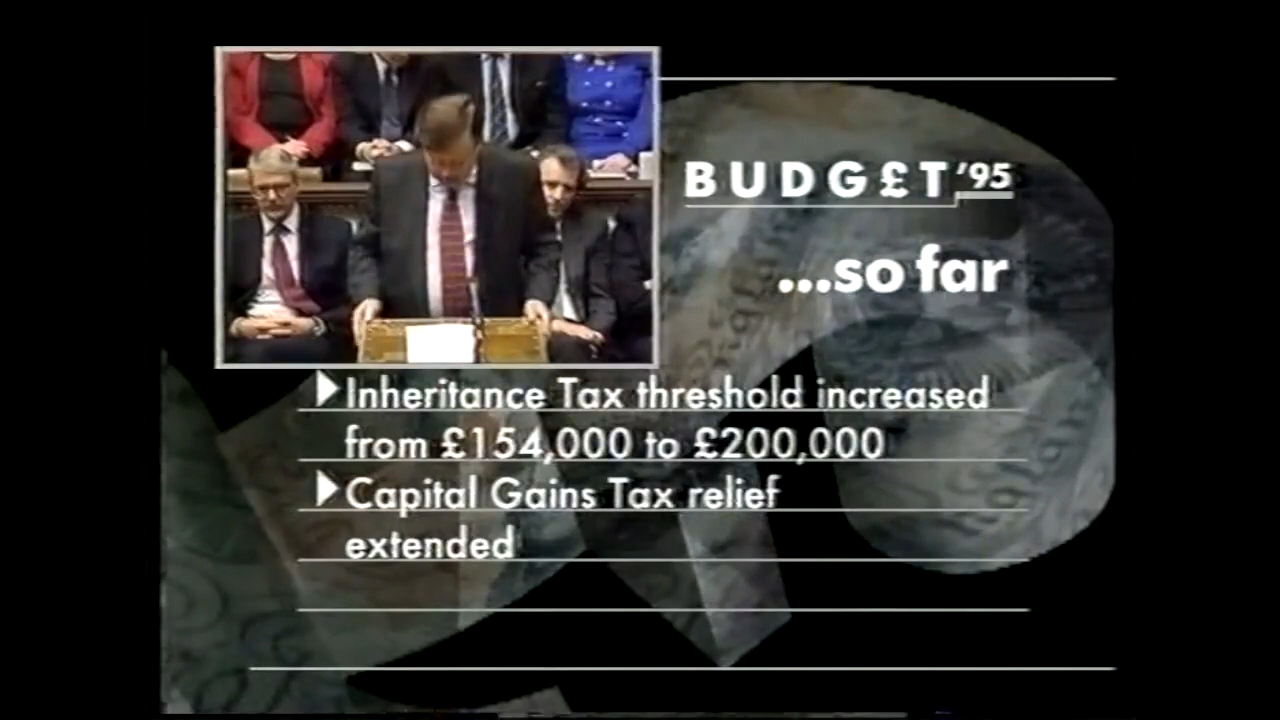 BUDG£T '95
...so far
Inheritance Tax threshold increased
from £154,000 to £200,000
Capital Gains Tax relief
extended